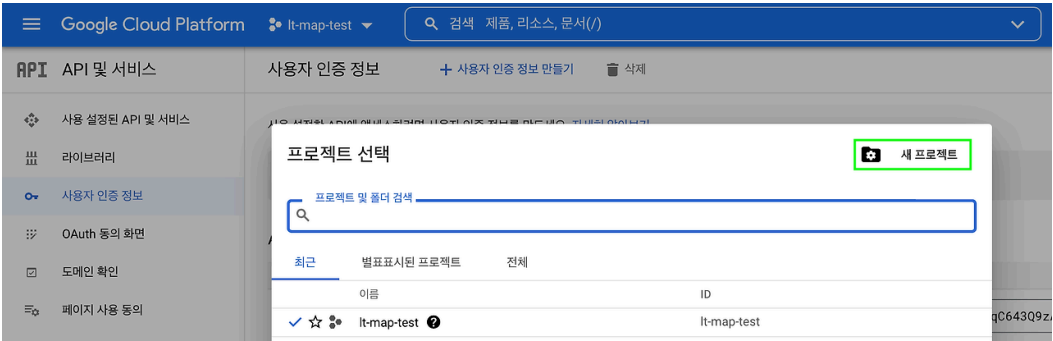 Google Cloud Platform lt-map-test 검색 제품, 리소스, 문서(/)
API API 및 서비스 사용자 인증 정보 + 사용자 인증 정보 만들기 삭제
사용 설정된 API 및 서비스
라이브러리
사용자 인증 정보
OAuth 동의 화면
도메인 확인
페이지 사용 동의
프로젝트 선택 새 프로젝트
프로젝트 및 폴더 검색
최근 별표표시된 프로젝트 전체
이름 ID
lt-map-test lt-map-test
qC643Q9z